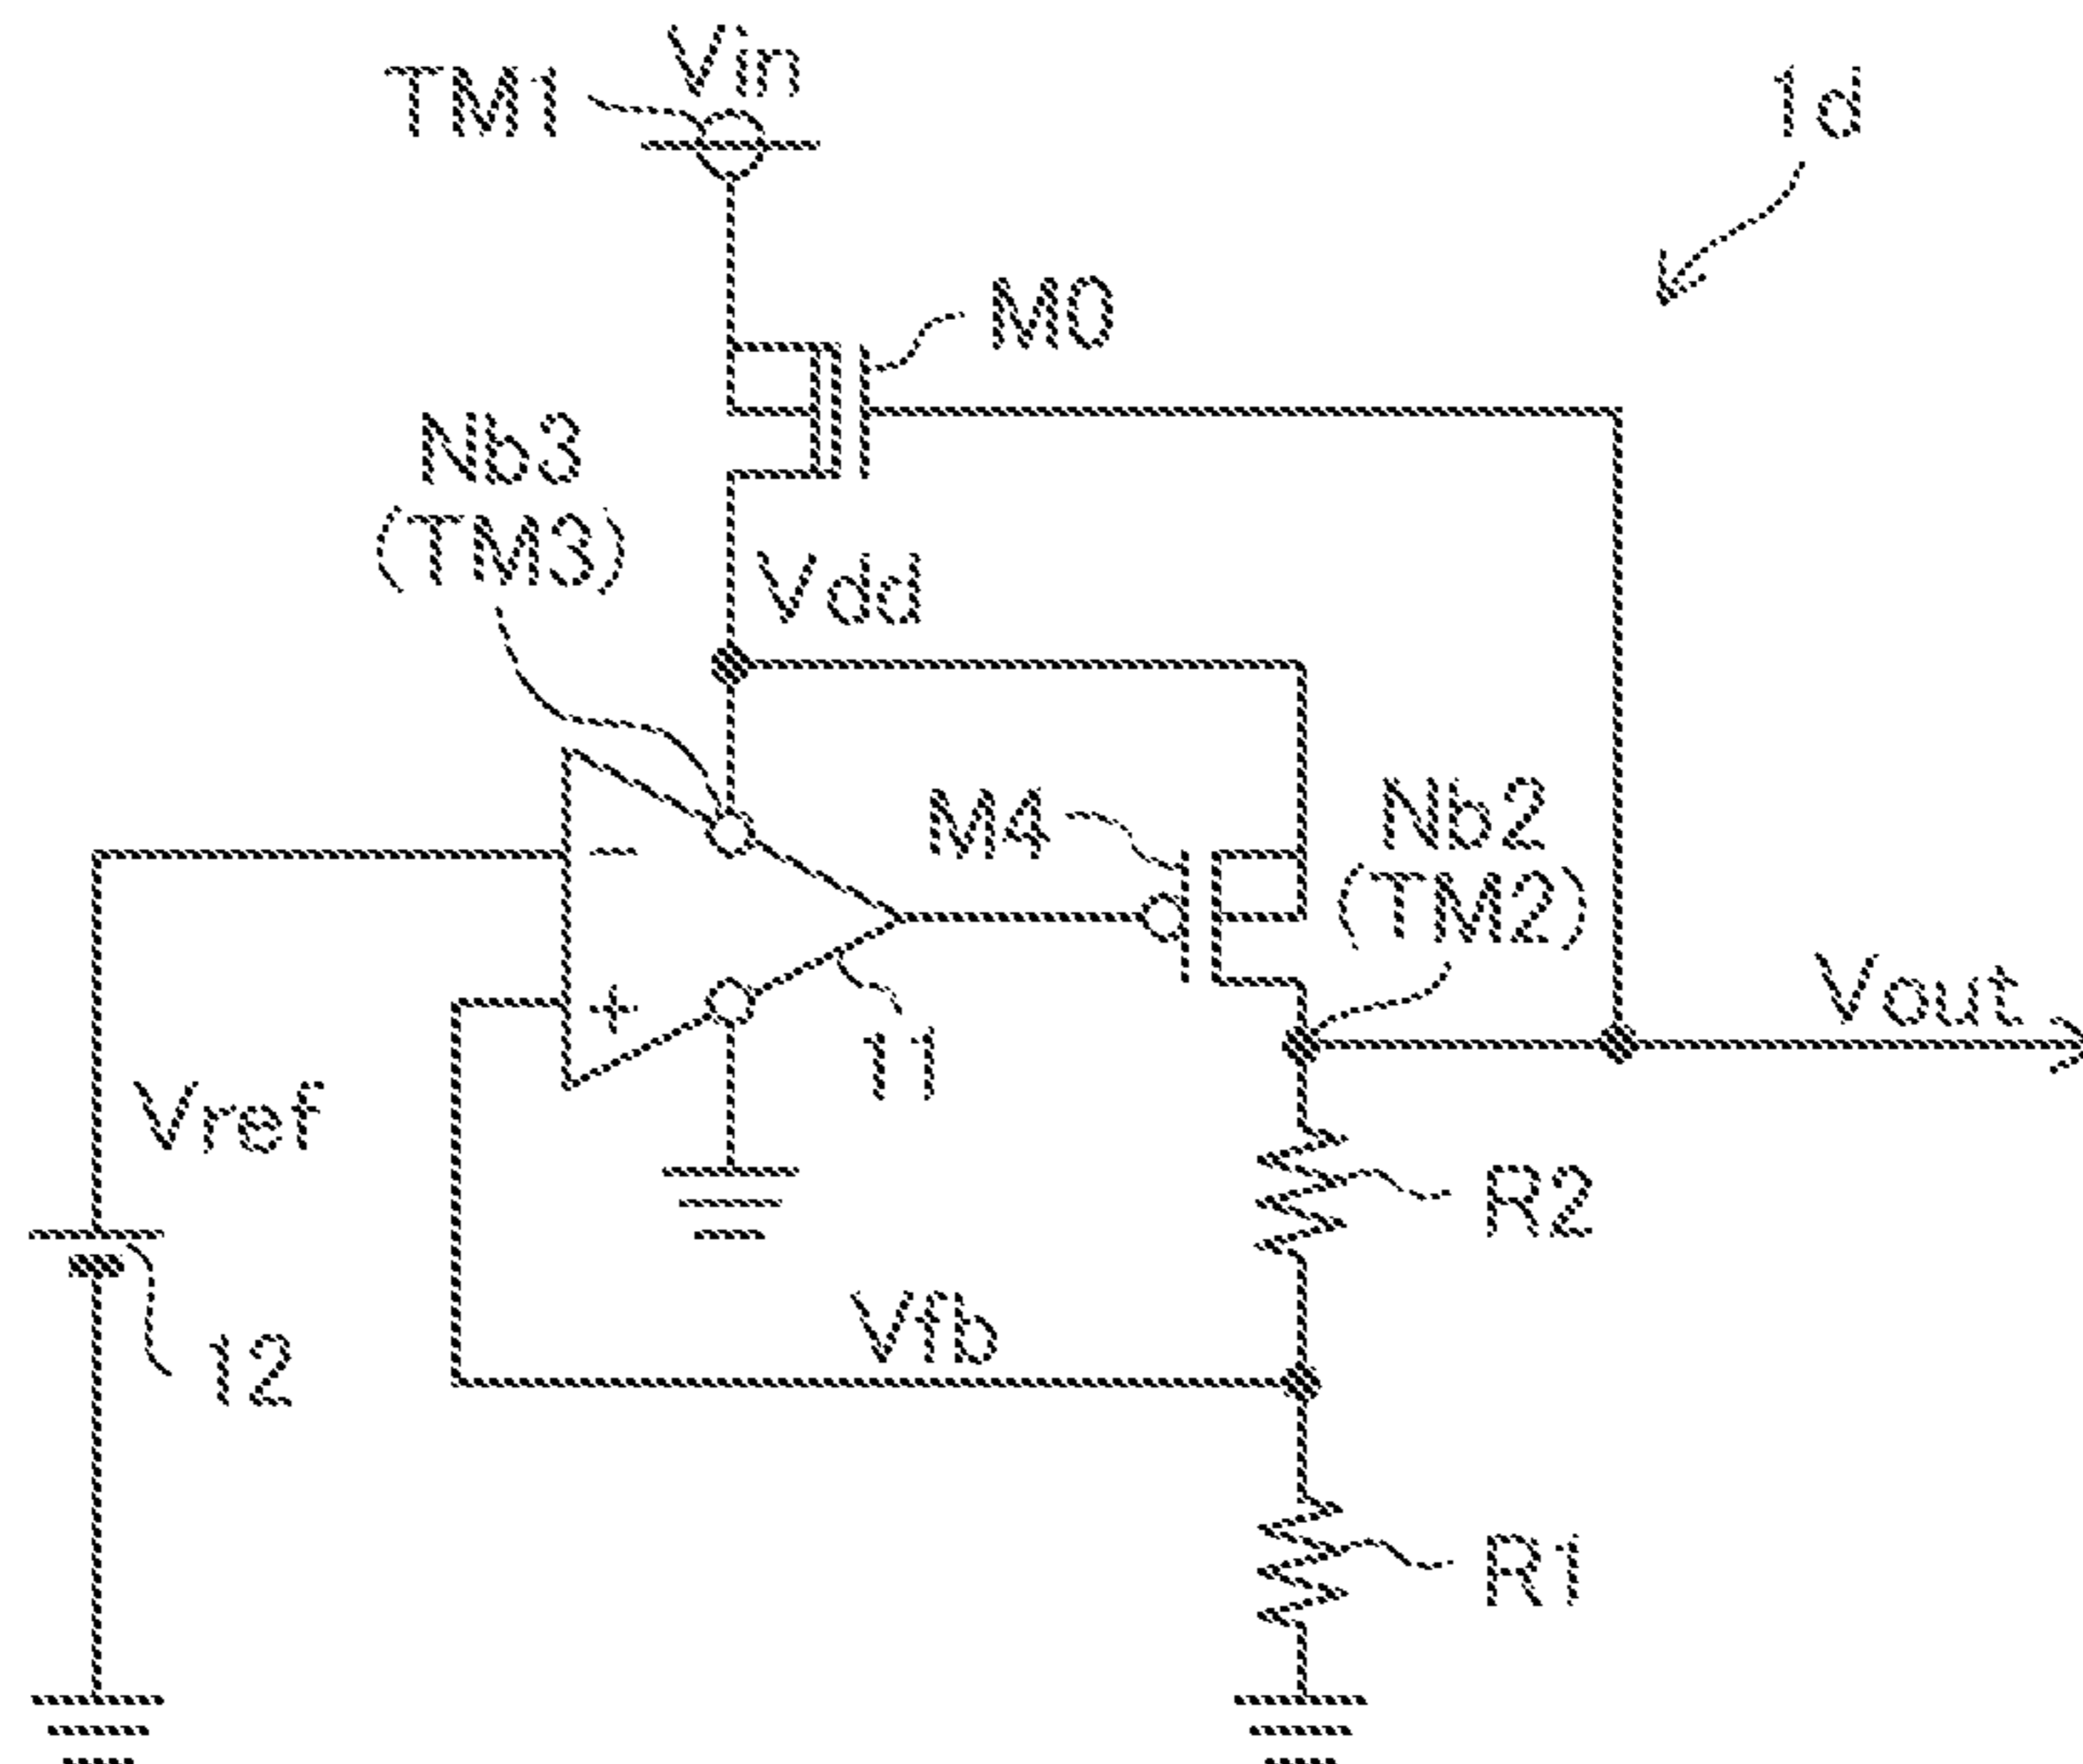 Vin
TM1
1d
M0
Nb3
(TM3)
Vdd
M4
Nb2
(TM2)
-
+
11
Vout
Vref
R2
12
Vfb
R1